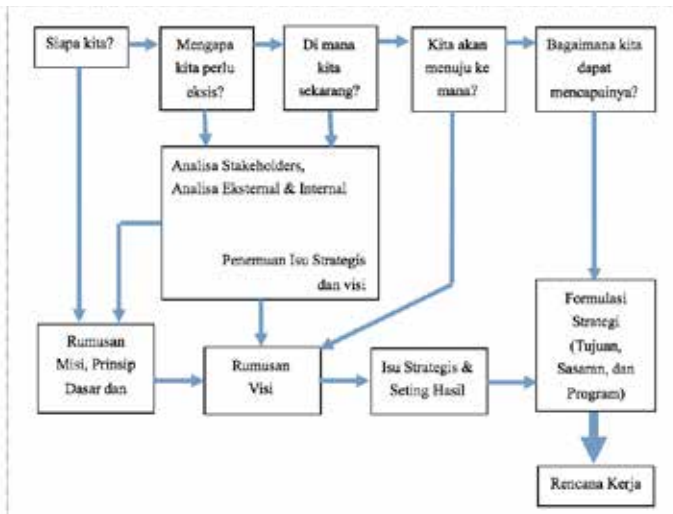 Siapa kita?
Mengapa
kita perlu
eksis?
Di mana
kita
sekarang?
Kita akan
menuju ke
mana?
Bagaimana kita
dapat
mencapainya?
Analisa Stakeholders,
Analisa Eksternal & Internal
Penemuan Isu Strategis
dan visi
Rumusan
Misi, Prinsip
Dasar dan
Rumusan
Visi
Isu Strategis &
Seting Hasil
Formulasi
Strategi
(Tujuan,
Sasaran, dan
Program)
Rencana Kerja